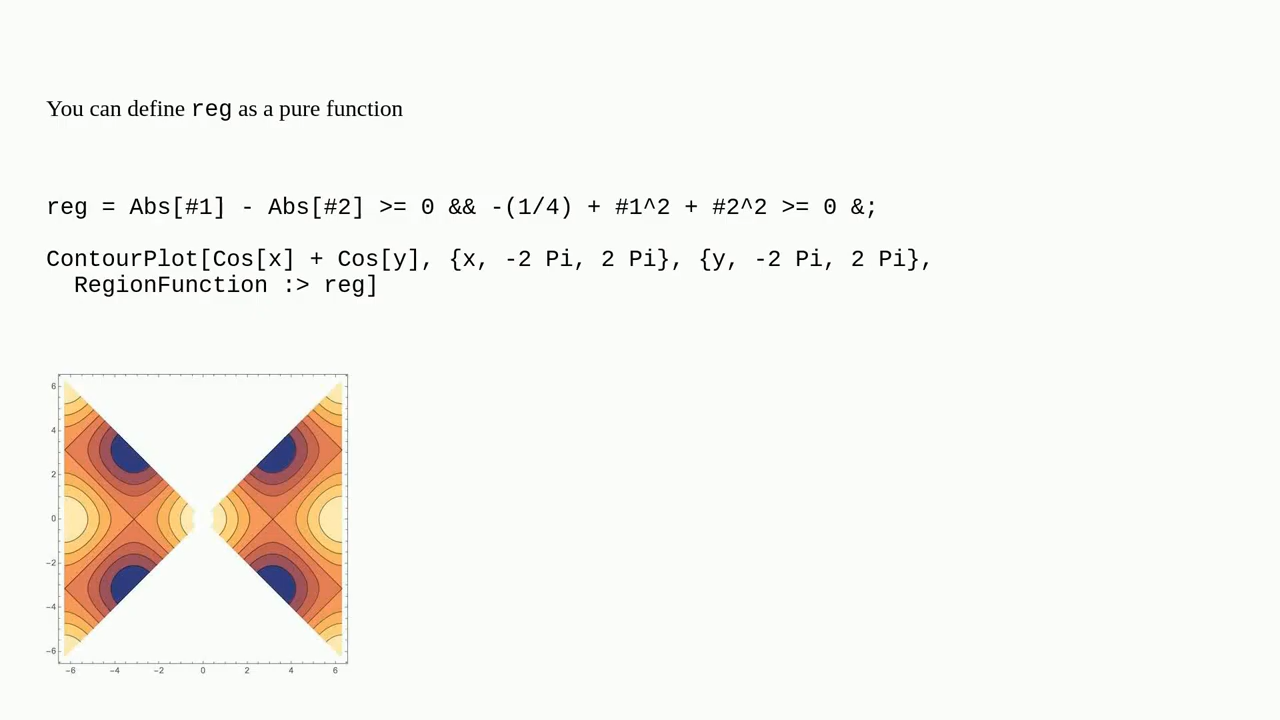 You can define reg as a pure function
reg = Abs[#1] - Abs[#2] >= 0 && -(1/4) + #1^2 + #2^2 >= 0 &;
ContourPlot[Cos[x] + Cos[y], {x, -2 Pi, 2 Pi}, {y, -2 Pi, 2 Pi},
RegionFunction :> reg]
6
4
2
0
−2
−4
−6
−6 −4 −2 0 2 4 6